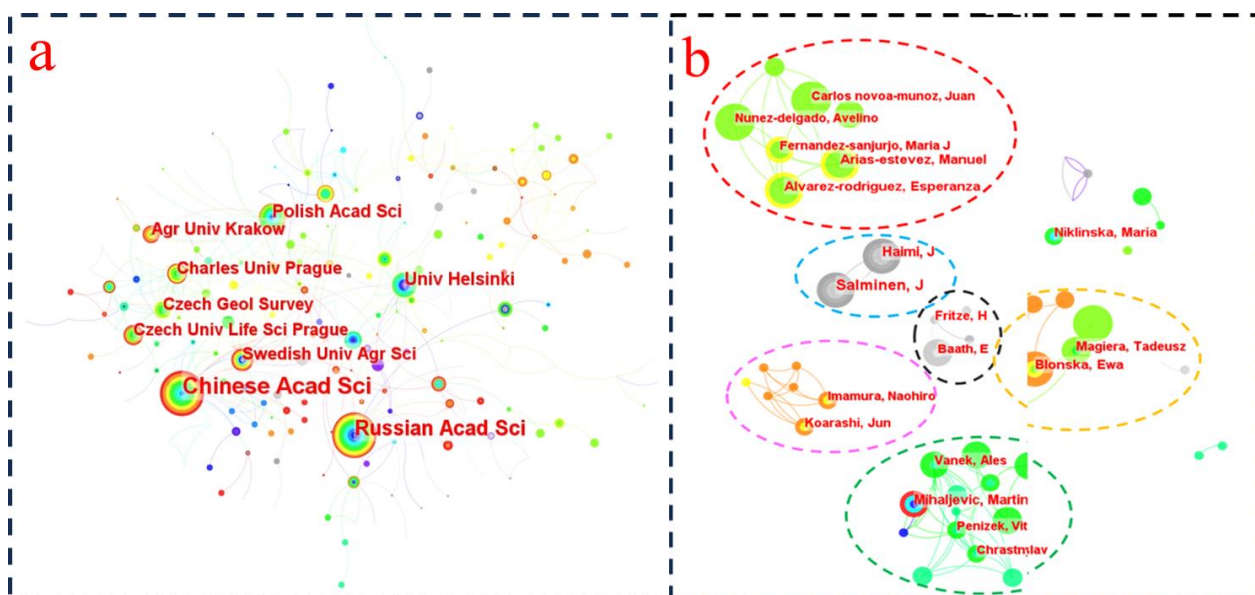 a
Polish Acad Sci
Agr Univ Krakow
Charles Univ Prague
Univ Helsinki
Czech Geol Survey
Czech Univ Life Sci Prague
Swedish Univ Agr Sci
Chinese Acad Sci
Russian Acad Sci
b
Carlos novoa-munoz, Juan
Nunez-delgado, Avelino
Fernandez-sanjurjo, Maria J
Arias-estevez, Manuel
Alvarez-rodriguez, Esperanza
Niklinska, Maria
Haimi, J
Salminen, J
Fritze, H
Baath, E
Magiera, Tadeusz
Blonska, Ewa
Imamura, Naohiro
Koarashi, Jun
Vanek, Ales
Mihaljevic, Martin
Penizek, Vit